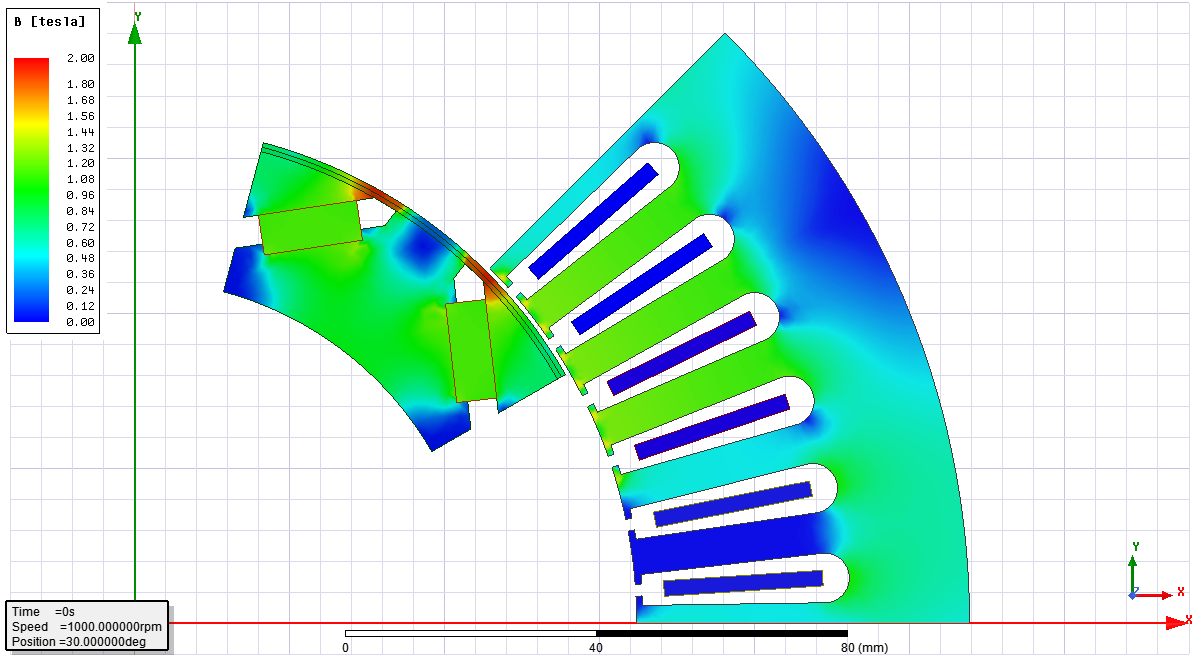 B [tesla]
2.00
1.80
1.68
1.56
1.44
1.32
1.20
1.08
0.96
0.84
0.72
0.60
0.48
0.36
0.24
0.12
0.00
Y
Y
Z
X
X
Time =0s
Speed =1000.000000rpm
Position =30.000000deg
0 40 80 (mm)